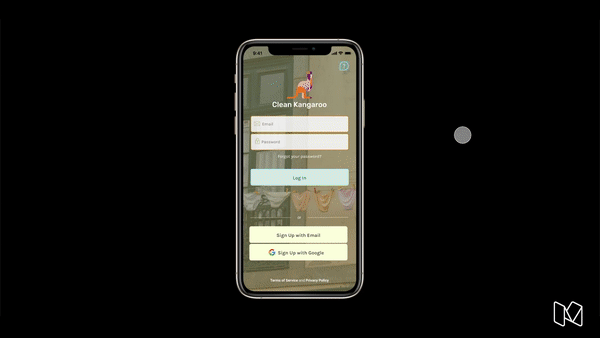 9:41
Clean Kangaroo
Email
Password
Forgot your password?
Log in
or
Sign Up with Email
Sign Up with Google
Terms of Service and Privacy Policy